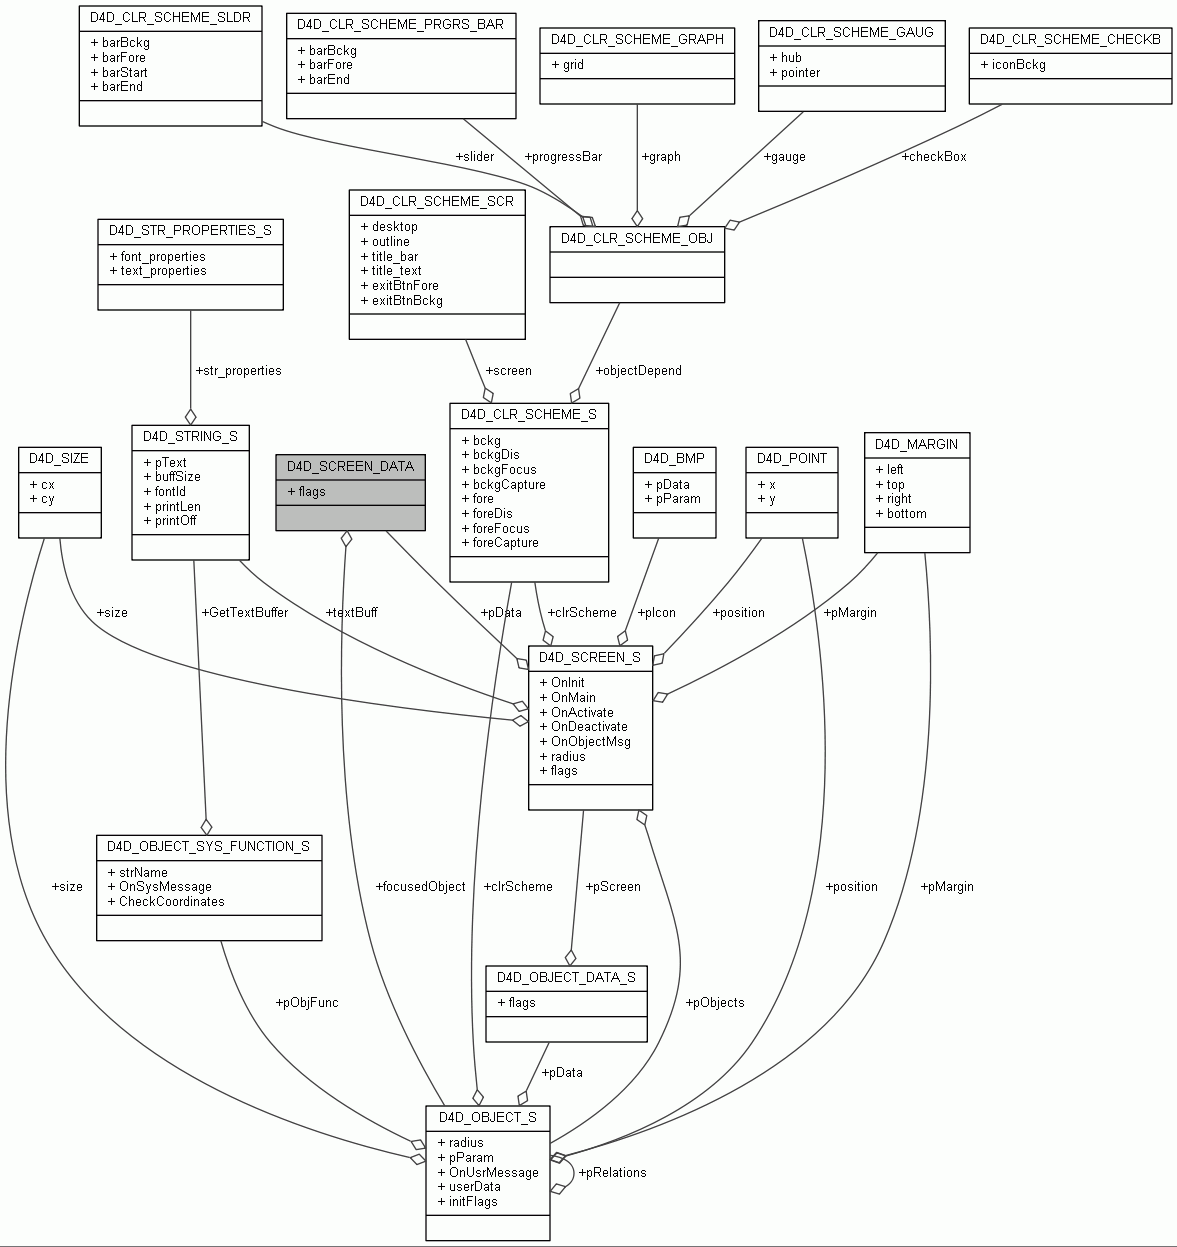 D4D_CLR_SCHEME_SLDR
+ barBckg
+ barFore
+ barStart
+ barEnd
D4D_CLR_SCHEME_PRGRS_BAR
+ barBckg
+ barFore
+ barEnd
D4D_CLR_SCHEME_GRAPH
+ grid
D4D_CLR_SCHEME_GAUG
+ hub
+ pointer
D4D_CLR_SCHEME_CHECKB
+ iconBckg
+slider
+progressBar
+graph
+gauge
+checkBox
D4D_STR_PROPERTIES_S
+ font_properties
+ text_properties
D4D_CLR_SCHEME_SCR
+ desktop
+ outline
+ title_bar
+ title_text
+ exitBtnFore
+ exitBtnBckg
D4D_CLR_SCHEME_OBJ
+str_properties
+screen
+objectDepend
D4D_SIZE
+ cx
+ cy
D4D_STRING_S
+ pText
+ buffSize
+ fontId
+ printLen
+ printOff
D4D_SCREEN_DATA
+ flags
D4D_CLR_SCHEME_S
+ bckg
+ bckgDis
+ bckgFocus
+ bckgCapture
+ fore
+ foreDis
+ foreFocus
+ foreCapture
D4D_BMP
+ pData
+ pParam
D4D_POINT
+ x
+ y
D4D_MARGIN
+ left
+ top
+ right
+ bottom
+size
+GetTextBuffer
+textBuff
+pData
+clrScheme
+pIcon
+position
+pMargin
D4D_SCREEN_S
+ OnInit
+ OnMain
+ OnActivate
+ OnDeactivate
+ OnObjectMsg
+ radius
+ flags
D4D_OBJECT_SYS_FUNCTION_S
+ strName
+ OnSysMessage
+ CheckCoordinates
+size
+focusedObject
+clrScheme
+pScreen
+position
+pMargin
D4D_OBJECT_DATA_S
+ flags
+pObjFunc
+pObjects
+pData
D4D_OBJECT_S
+ radius
+ pParam
+ OnUsrMessage
+ userData
+ initFlags
+pRelations